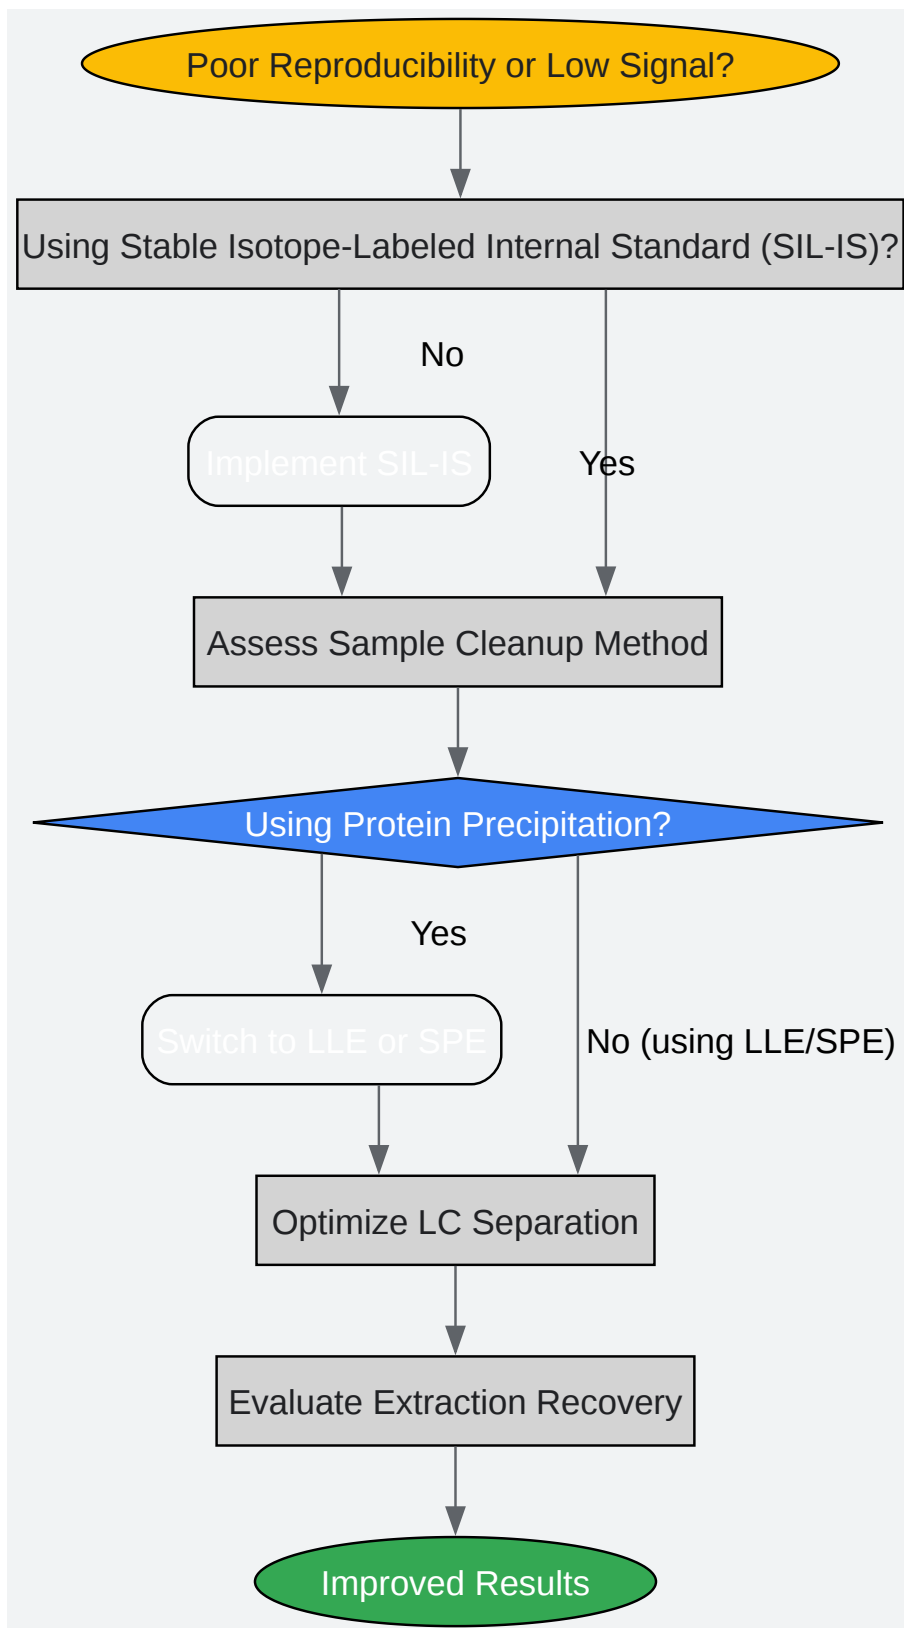 Poor Reproducibility or Low Signal?
Using Stable Isotope-Labeled Internal Standard (SIL-IS)?
No
Implement SIL-IS
Yes
Assess Sample Cleanup Method
Using Protein Precipitation?
Yes
Switch to LLE or SPE
No (using LLE/SPE)
Optimize LC Separation
Evaluate Extraction Recovery
Improved Results